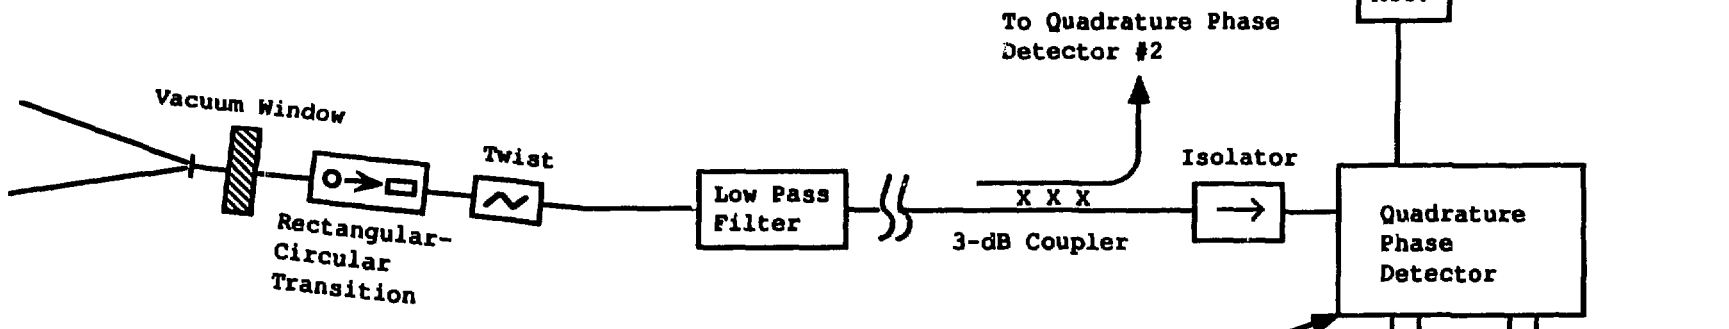 To Quadrature Phase
Detector #2
Vacuum Window
Twist
Isolator
Low Pass
Filter
X X X
3-dB Coupler
Rectangular-
Circular
Transition
Quadrature
Phase
Detector